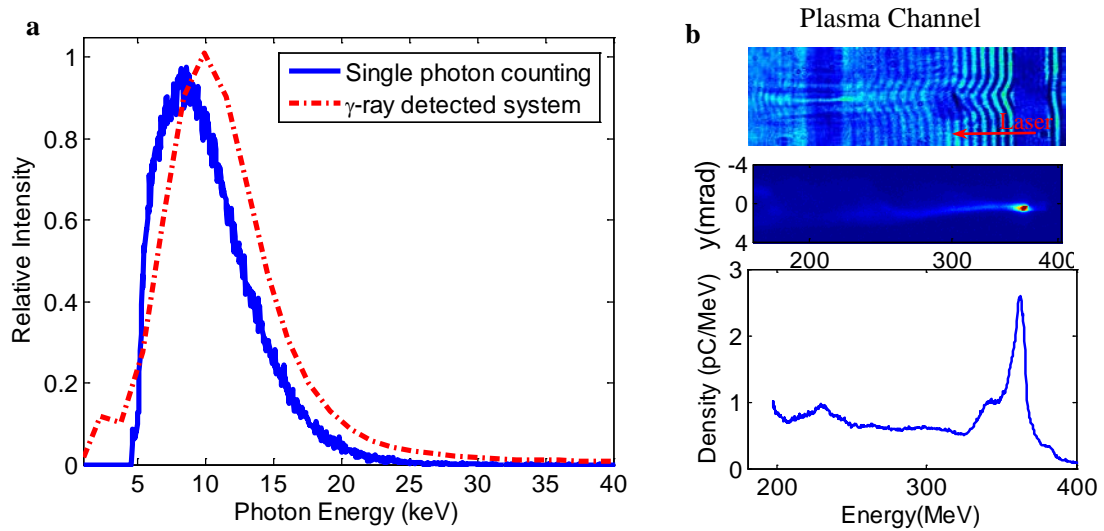 a
1
0.8
0.6
0.4
0.2
0
Relative Intensity
Single photon counting
γ-ray detected system
5 10 15 20 25 30 35 40
Photon Energy (keV)
b
Plasma Channel
Laser
-4
0
4
y(mrad)
200 300 400
3
2
1
0
Density (pC/MeV)
200 300 400
Energy(MeV)